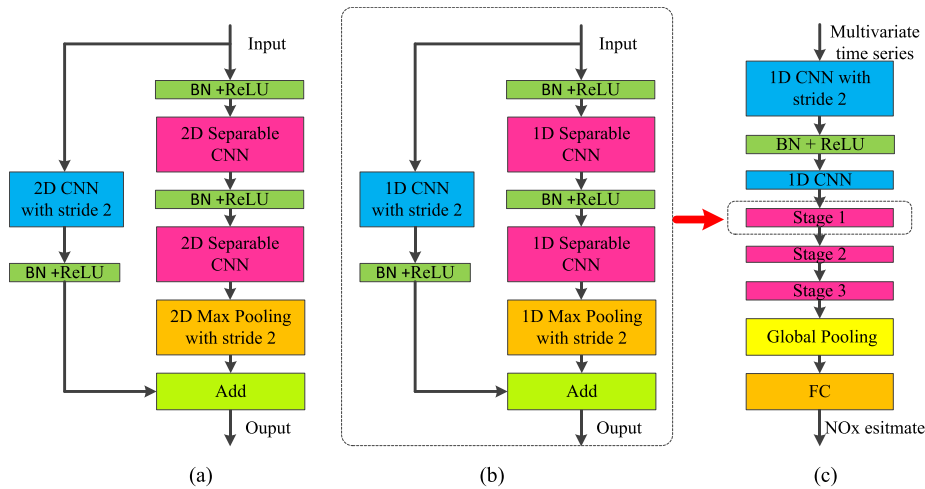 Input
BN +ReLU
2D Separable
CNN
2D CNN
with stride 2
BN +ReLU
2D Separable
CNN
BN +ReLU
2D Max Pooling
with stride 2
Add
Ouput
(a)
Input
BN +ReLU
1D Separable
CNN
1D CNN
with stride 2
BN +ReLU
1D Separable
CNN
BN +ReLU
1D Max Pooling
with stride 2
Add
Ouput
(b)
Multivariate
time series
1D CNN with
stride 2
BN + ReLU
1D CNN
Stage 1
Stage 2
Stage 3
Global Pooling
FC
NOx esitmate
(c)